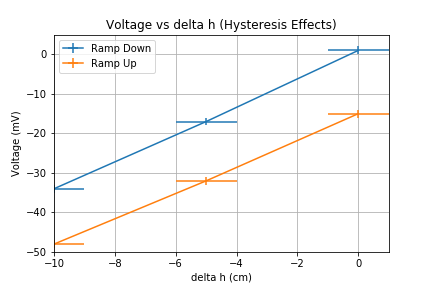 Voltage vs delta h (Hysteresis Effects)
Ramp Down
Ramp Up
Voltage (mV)
0
−10
−20
−30
−40
−50
−10 −8 −6 −4 −2 0
delta h (cm)